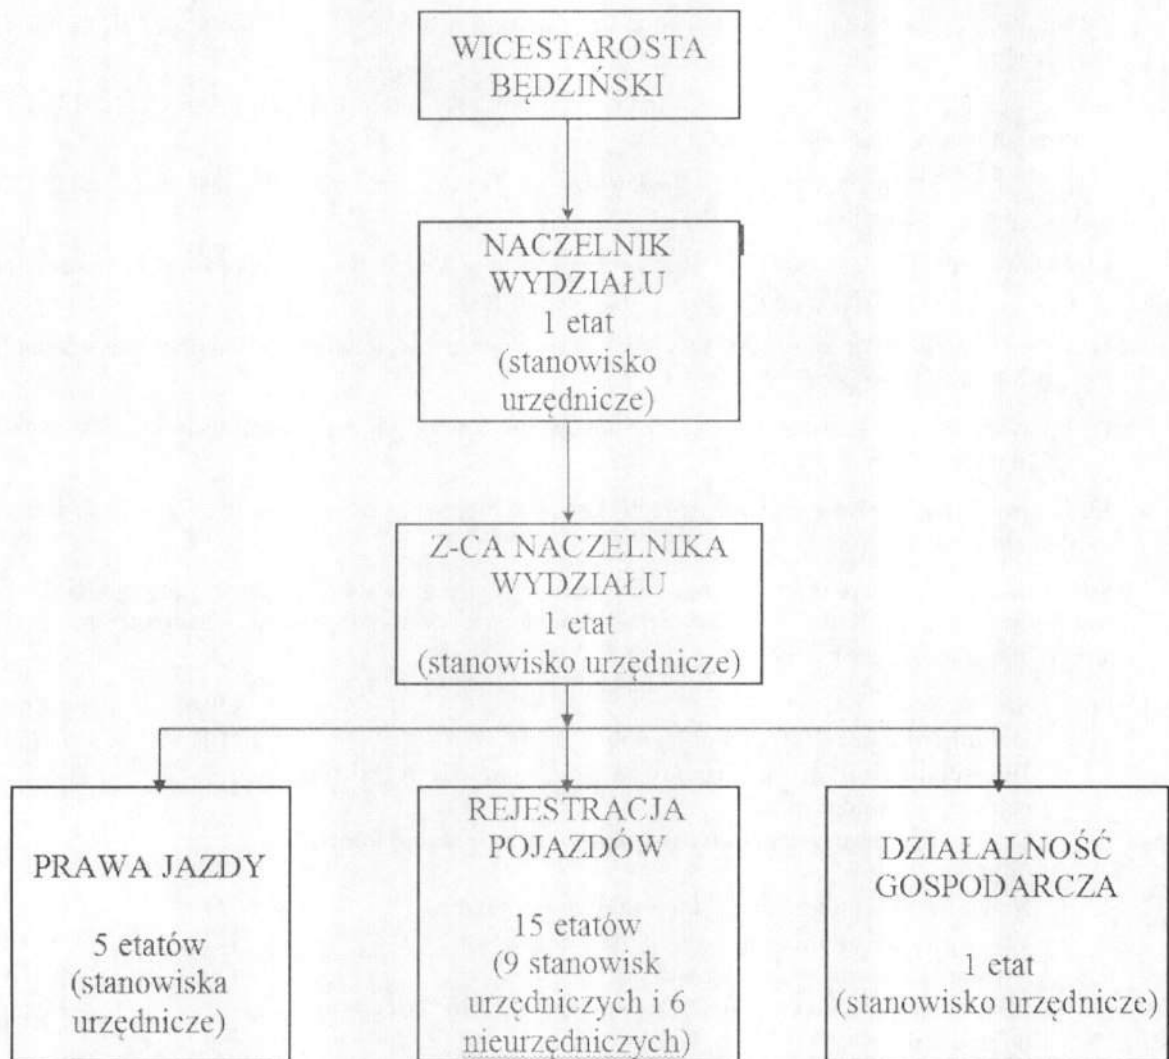 WICESTAROSTA
BĘDZIŃSKI
NACZELNIK
WYDZIAŁU
1 etat
(stanowisko
urzędnicze)
Z-CA NACZELNIKA
WYDZIAŁU
1 etat
(stanowisko urzędnicze)
PRAWA JAZDY
5 etatów
(stanowiska
urzędnicze)
REJESTRACJA
POJAZDÓW
15 etatów
(9 stanowisk
urzędniczych i 6
nieurzędniczych)
DZIAŁALNOŚĆ
GOSPODARCZA
1 etat
(stanowisko urzędnicze)